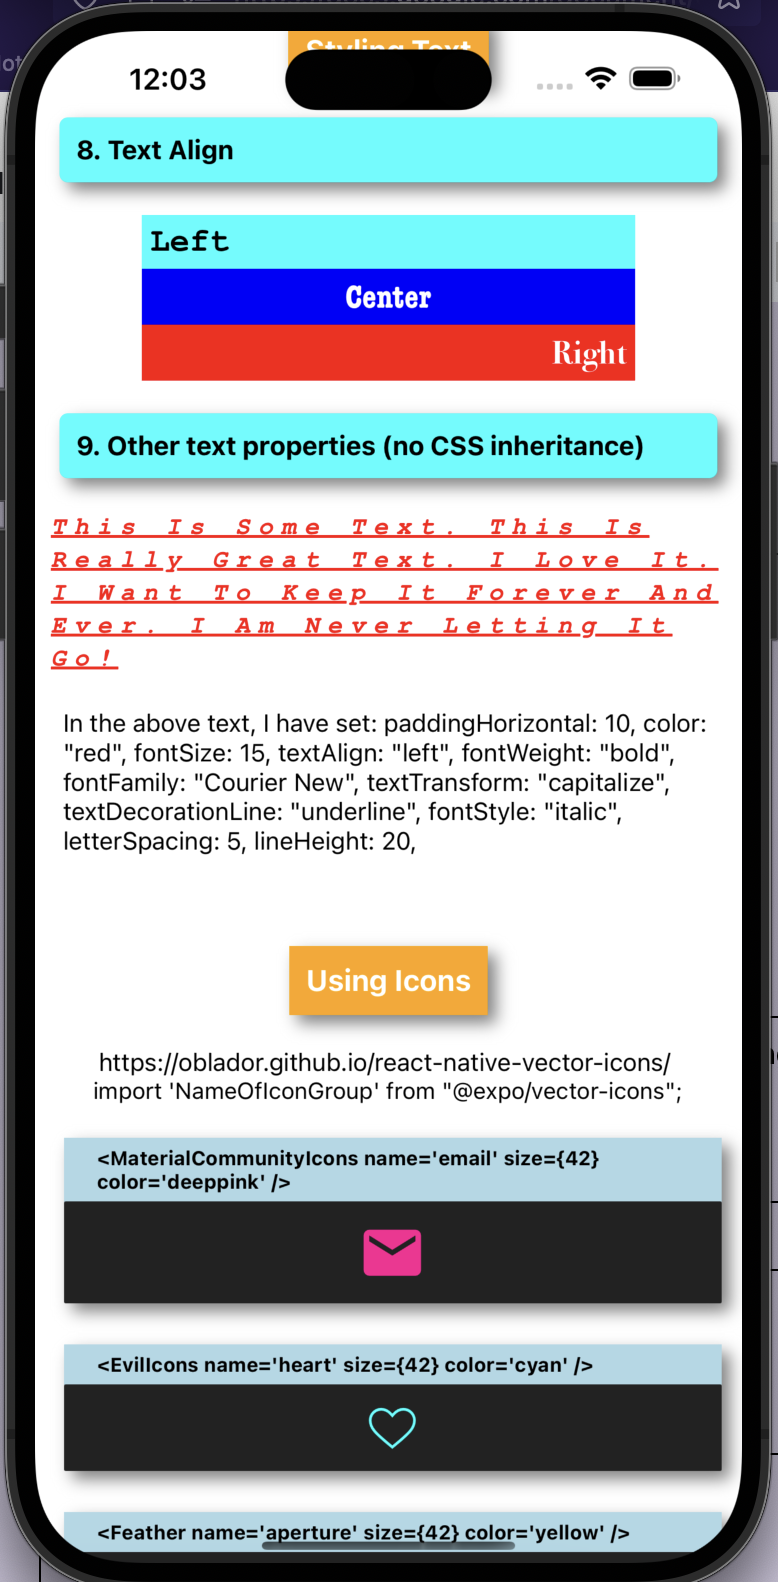 Styling Text
12:03
8. Text Align
Left
Center
Right
9. Other text properties (no CSS inheritance)
This Is Some Text. This Is
Really Great Text. I Love It.
I Want To Keep It Forever And
Ever. I Am Never Letting It
Go!
In the above text, I have set: paddingHorizontal: 10, color:
"red", fontSize: 15, textAlign: "left", fontWeight: "bold",
fontFamily: "Courier New", textTransform: "capitalize",
textDecorationLine: "underline", fontStyle: "italic",
letterSpacing: 5, lineHeight: 20,
Using Icons
https://oblador.github.io/react-native-vector-icons/
import 'NameOfIconGroup' from "@expo/vector-icons";
<MaterialCommunityIcons name='email' size={42}
color='deeppink' />
<EvilIcons name='heart' size={42} color='cyan' />
<Feather name='aperture' size={42} color='yellow' />